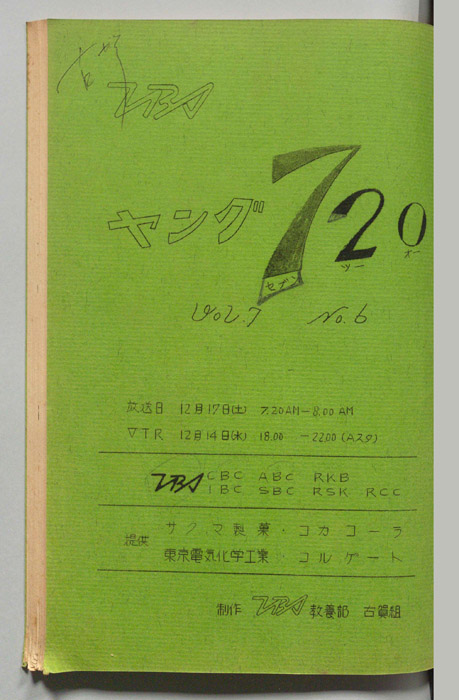 TBS
ヤング720
セブン ツー オー
Vol.7 No.6
放送日 12月17日(土) 7.20AM-8.00AM
VTR 12月14日(水) 18.00-22.00(Aスタ)
TBS CBC ABC RKB
IBC SBC RSK RCC
提供 サクマ製菓・コカコーラ
東京電気化学工業・コルゲート
制作 TBS 教養部 古賀組